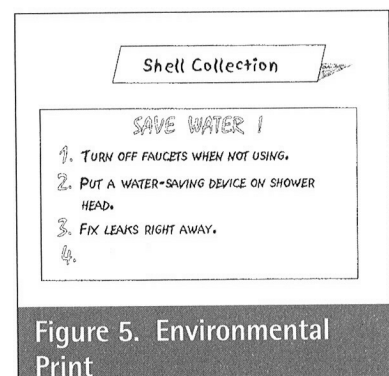 Shell Collection
SAVE WATER !
1. TURN OFF FAUCETS WHEN NOT USING.
2. PUT A WATER-SAVING DEVICE ON SHOWER
HEAD.
3. FIX LEAKS RIGHT AWAY.
4.
Figure 5. Environmental
Print